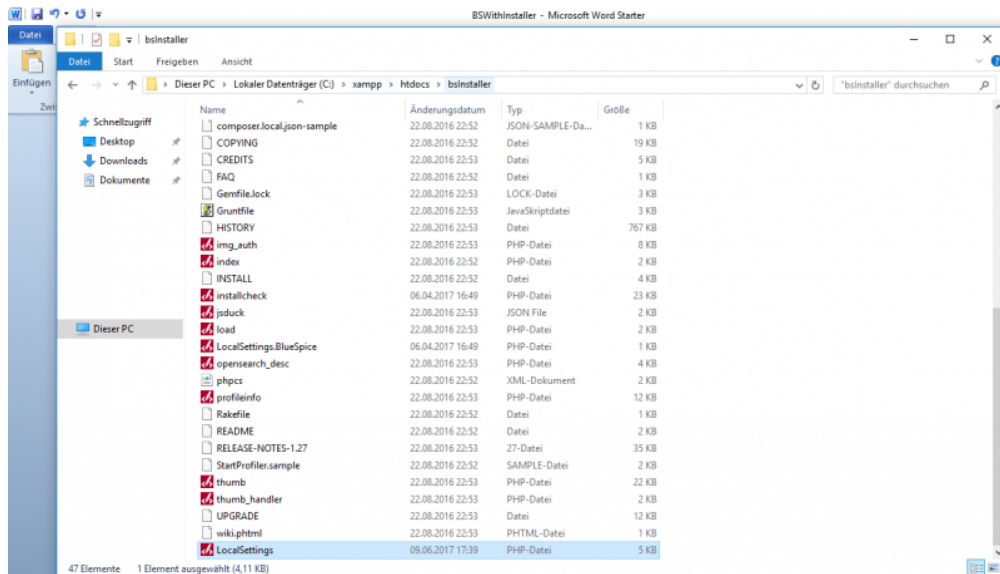 BSWithInstaller - Microsoft Word Starter
Datei
bsInstaller
Einfügen
Datei Start Freigeben Ansicht
Dieser PC > Lokaler Datenträger (C:) > xampp > htdocs > bsInstaller
"bsInstaller" durchsuchen
Zwi
Schnellzugriff
Desktop
Downloads
Dokumente
Dieser PC
Name Änderungsdatum Typ Größe
composer.local.json-sample 22.08.2016 22:52 JSON-SAMPLE-Da... 1 KB
COPYING 22.08.2016 22:52 Datei 19 KB
CREDITS 22.08.2016 22:53 Datei 5 KB
FAQ 22.08.2016 22:52 Datei 1 KB
Gemfile.lock 22.08.2016 22:53 LOCK-Datei 3 KB
Gruntfile 22.08.2016 22:53 JavaSkriptdatei 3 KB
HISTORY 22.08.2016 22:53 Datei 767 KB
img_auth 22.08.2016 22:53 PHP-Datei 8 KB
index 22.08.2016 22:52 PHP-Datei 2 KB
INSTALL 22.08.2016 22:52 Datei 4 KB
installcheck 06.04.2017 16:49 PHP-Datei 23 KB
jsduck 22.08.2016 22:53 JSON File 2 KB
load 22.08.2016 22:53 PHP-Datei 2 KB
LocalSettings.BlueSpice 06.04.2017 16:49 PHP-Datei 1 KB
opensearch_desc 22.08.2016 22:53 PHP-Datei 4 KB
phpcs 22.08.2016 22:52 XML-Dokument 2 KB
profileinfo 22.08.2016 22:53 PHP-Datei 12 KB
Rakefile 22.08.2016 22:52 Datei 1 KB
README 22.08.2016 22:52 Datei 2 KB
RELEASE-NOTES-1.27 22.08.2016 22:53 27-Datei 35 KB
StartProfiler.sample 22.08.2016 22:52 SAMPLE-Datei 2 KB
thumb 22.08.2016 22:53 PHP-Datei 22 KB
thumb_handler 22.08.2016 22:53 PHP-Datei 2 KB
UPGRADE 22.08.2016 22:53 Datei 12 KB
wiki.phtml 22.08.2016 22:53 PHTML-Datei 1 KB
LocalSettings 09.06.2017 17:39 PHP-Datei 5 KB
47 Elemente 1 Element ausgewählt (4,11 KB)